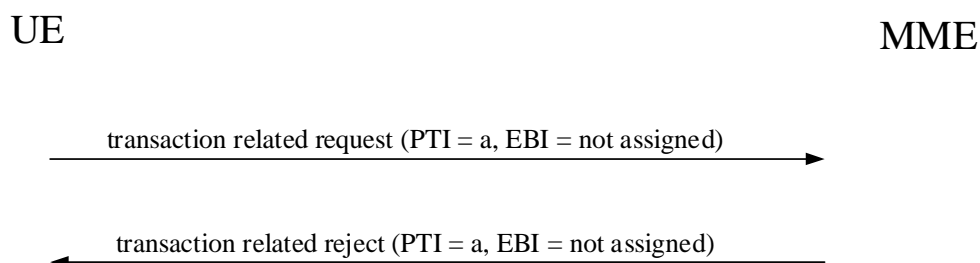 UE
MME
transaction related request (PTI = a, EBI = not assigned)
transaction related reject (PTI = a, EBI = not assigned)